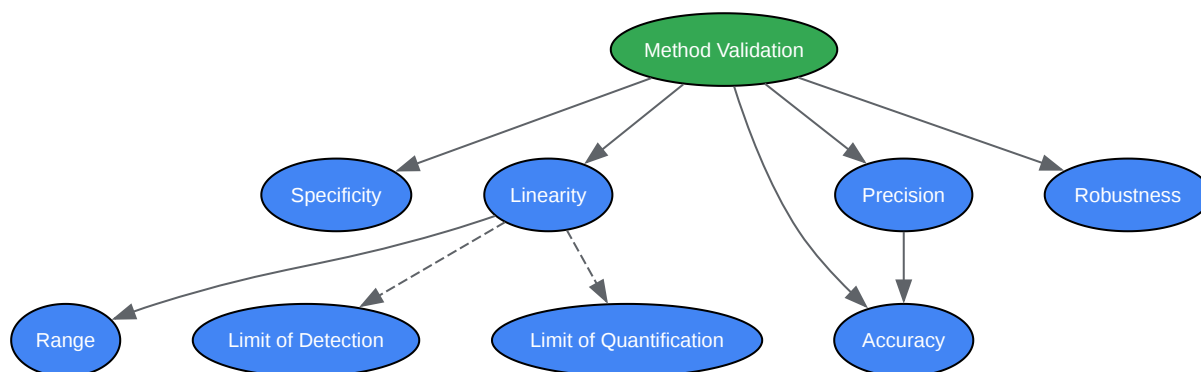 Method Validation
Specificity
Linearity
Precision
Robustness
Range
Limit of Detection
Limit of Quantification
Accuracy